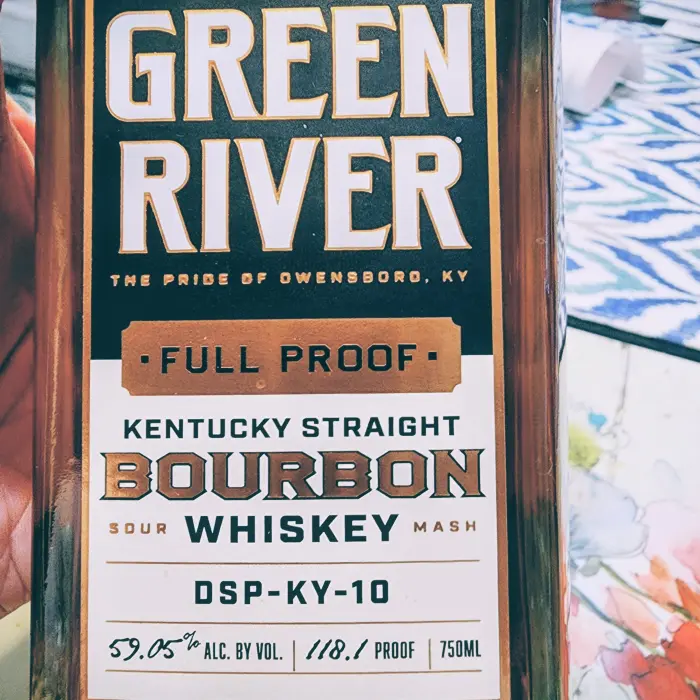 GREEN
RIVER
THE PRIDE OF OWENSBORO, KY
·FULL PROOF·
KENTUCKY STRAIGHT
BOURBON
SOUR WHISKEY MASH
DSP-KY-10
59.05% ALC. BY VOL. | 118.1 PROOF | 750ML